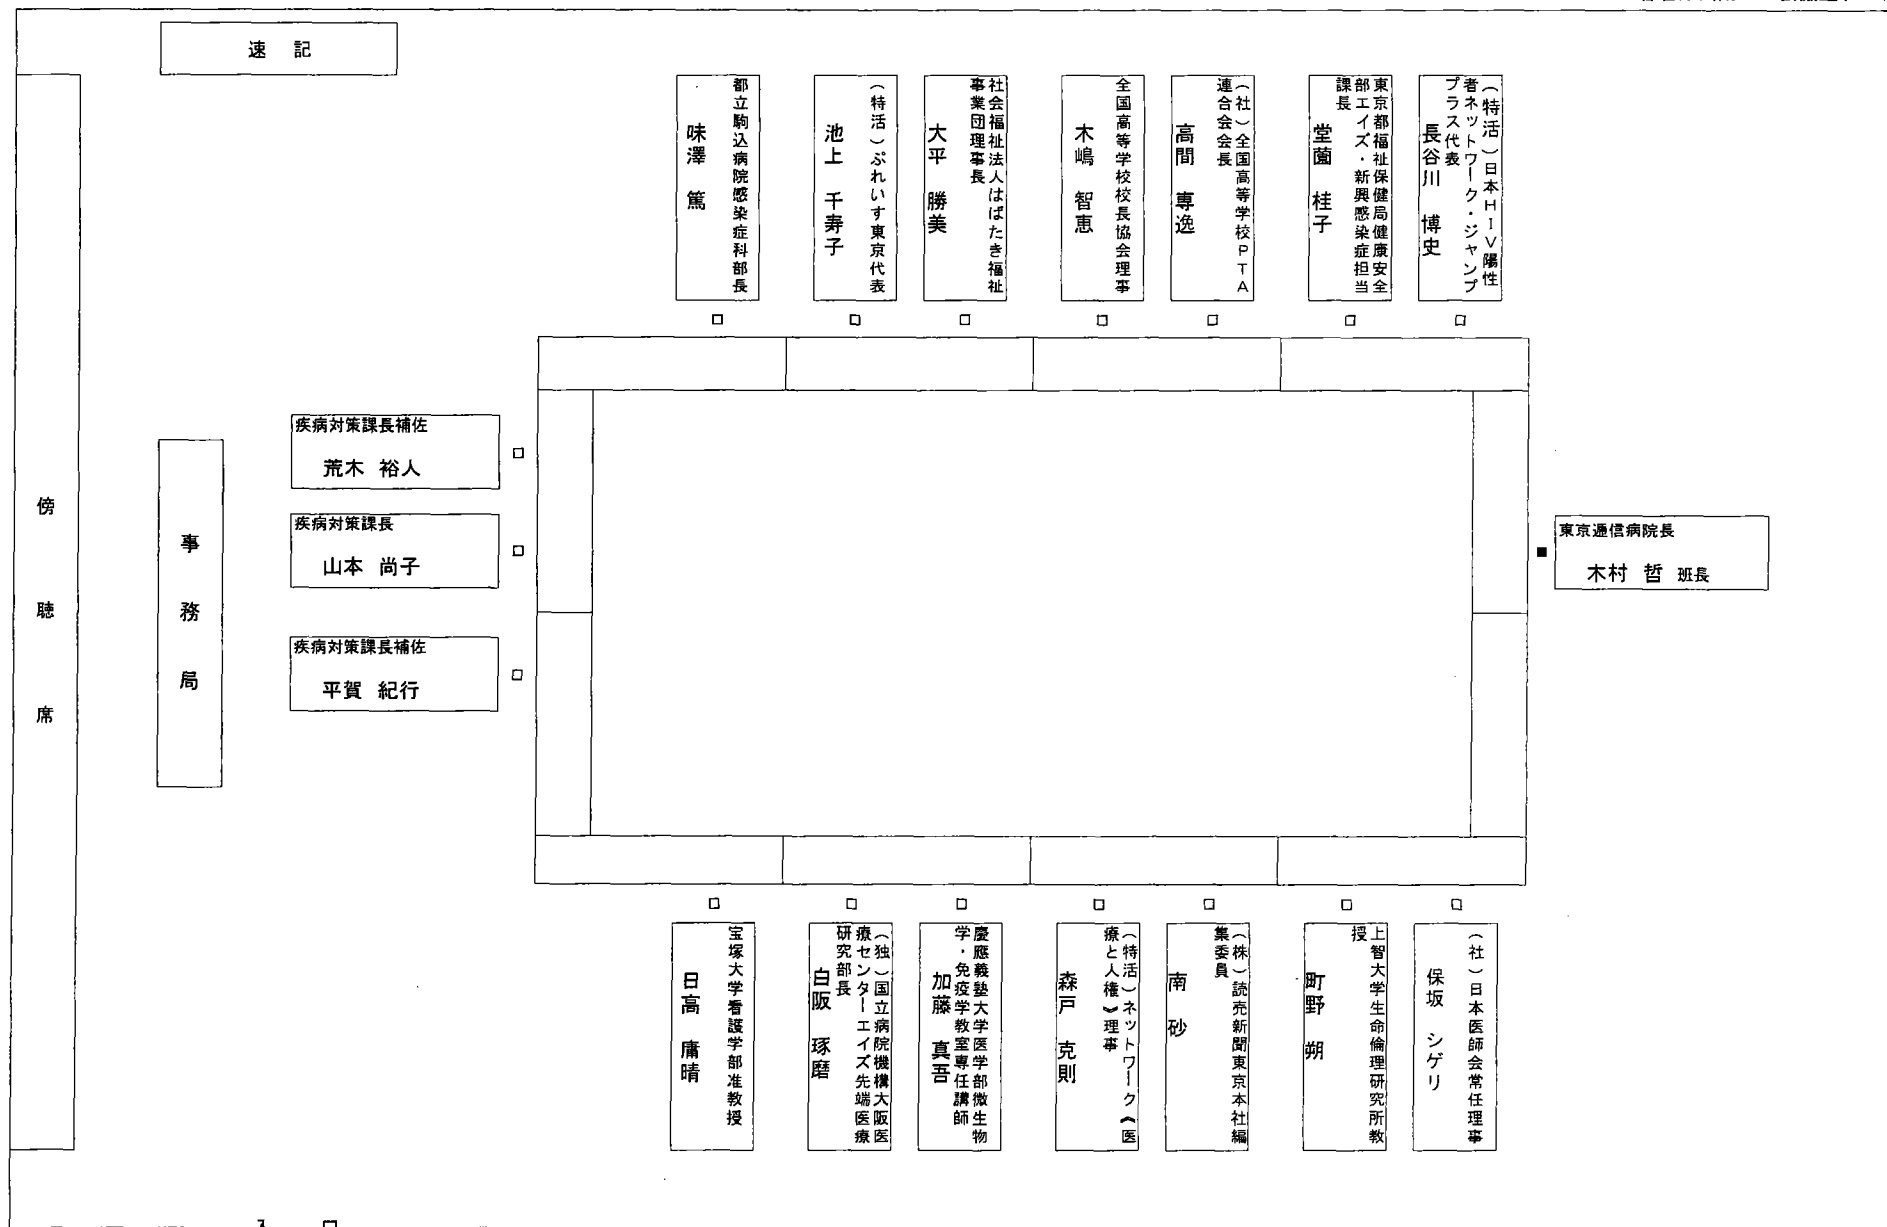 速記
(特活)日本HIV陽性
者ネットワーク・ジャンプ
プラス代表
長谷川 博史
東京都福祉保健局健康安全
部エイズ・新興感染症担当
課長
堂薗 桂子
(社)全国高等学校PTA
連合会会長
高間 専逸
全国高等学校校長協会理事
木嶋 智恵
社会福祉法人はばたき福祉
事業団理事長
大平 勝美
(特活)ぷれいす東京代表
池上 千寿子
都立駒込病院感染症科部長
味澤 篤
疾病対策課長補佐
荒木 裕人
疾病対策課長
山本 尚子
疾病対策課長補佐
平賀 紀行
東京逓信病院長
木村 哲 班長
事務局
傍聴席
(社)日本医師会常任理事
保坂 シゲリ
上智大学生命倫理研究所教
授
町野 朔
(株)読売新聞東京本社編
集委員
南 砂
(特活)ネットワーク《医
療と人権》理事
森戸 克則
慶應義塾大学医学部微生物
学・免疫学教室専任講師
加藤 真吾
(独)国立病院機構大阪医
療センターエイズ先端医療
研究部長
白阪 琢磨
宝塚大学看護学部准教授
日高 庸晴
入口